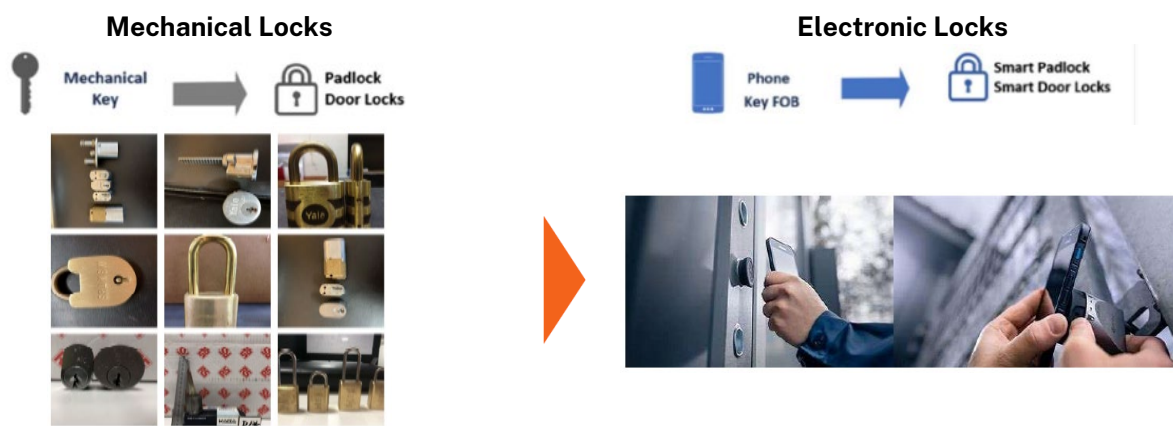 Mechanical Locks
Mechanical
Key
Padlock
Door Locks
Yale
Electronic Locks
Phone
Key FOB
Smart Padlock
Smart Door Locks